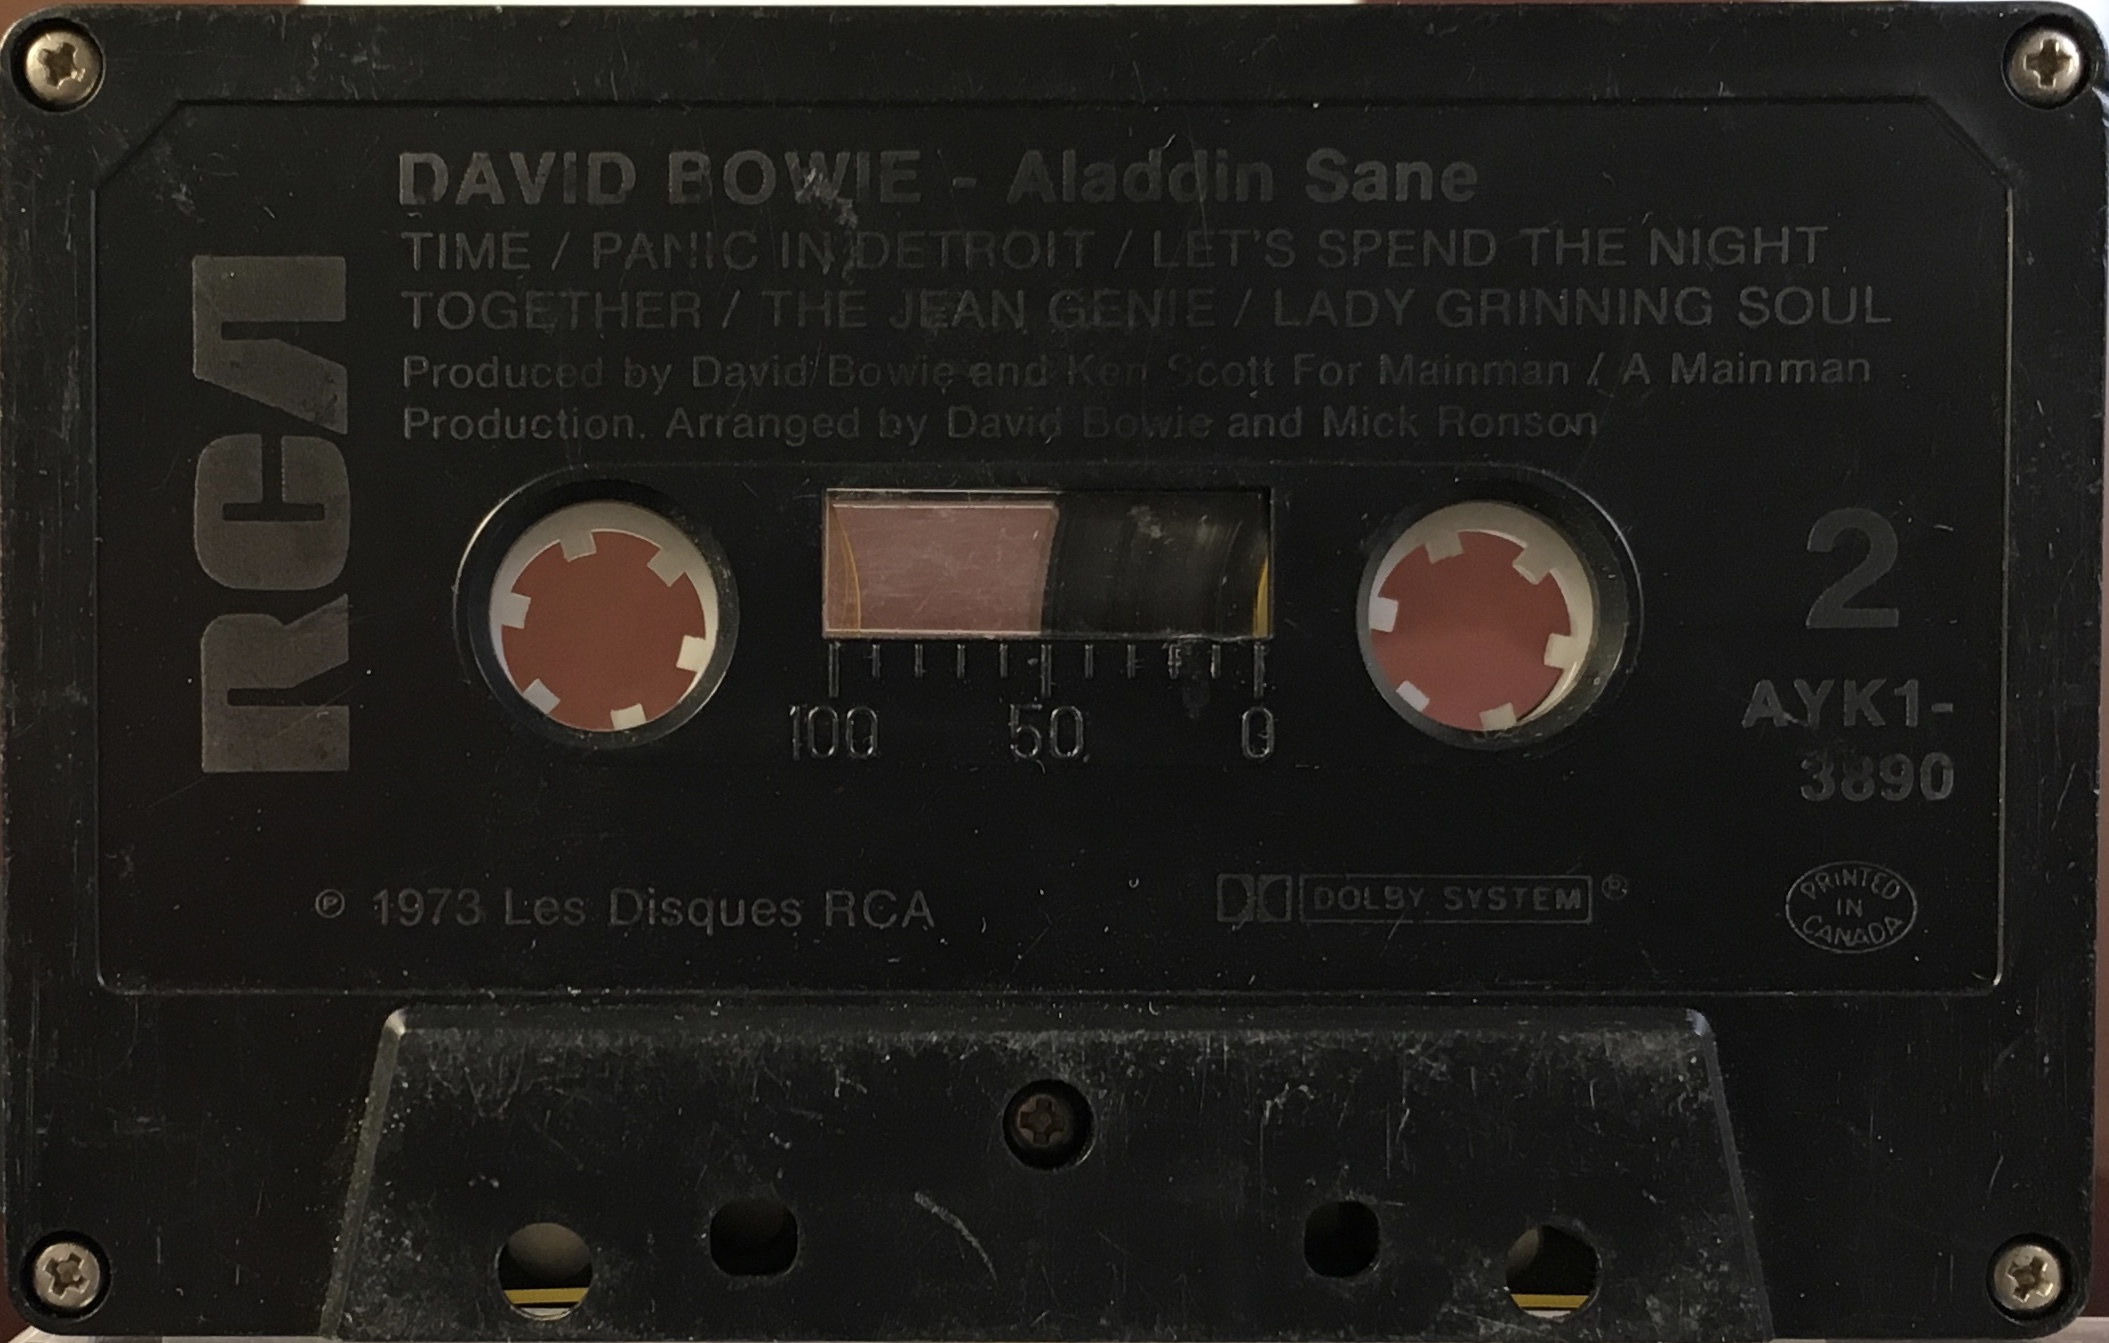 DAVID BOWIE - Aladdin Sane
TIME / PANIC IN DETROIT / LET'S SPEND THE NIGHT
TOGETHER / THE JEAN GENIE / LADY GRINNING SOUL
Produced by David Bowie and Ken Scott For Mainman / A Mainman
Production. Arranged by David Bowie and Mick Ronson
RCA
2
AYK1-
3890
100 50 0
℗ 1973 Les Disques RCA
DOLBY SYSTEM ®
PRINTED
IN
CANADA